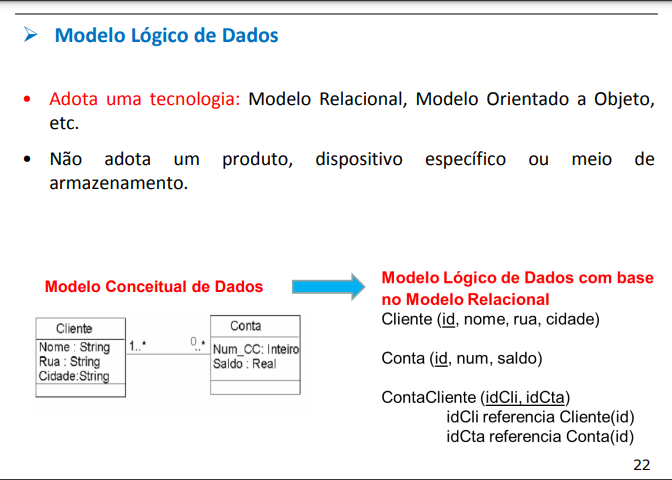 ➢ Modelo Lógico de Dados
• Adota uma tecnologia: Modelo Relacional, Modelo Orientado a Objeto,
etc.
• Não adota um produto, dispositivo específico ou meio de
armazenamento.
Modelo Conceitual de Dados
Cliente
Nome : String
Rua : String
Cidade:String
1..*
0..*
Conta
Num_CC: Inteiro
Saldo : Real
Modelo Lógico de Dados com base
no Modelo Relacional
Cliente (id, nome, rua, cidade)
Conta (id, num, saldo)
ContaCliente (idCli, idCta)
idCli referencia Cliente(id)
idCta referencia Conta(id)
22